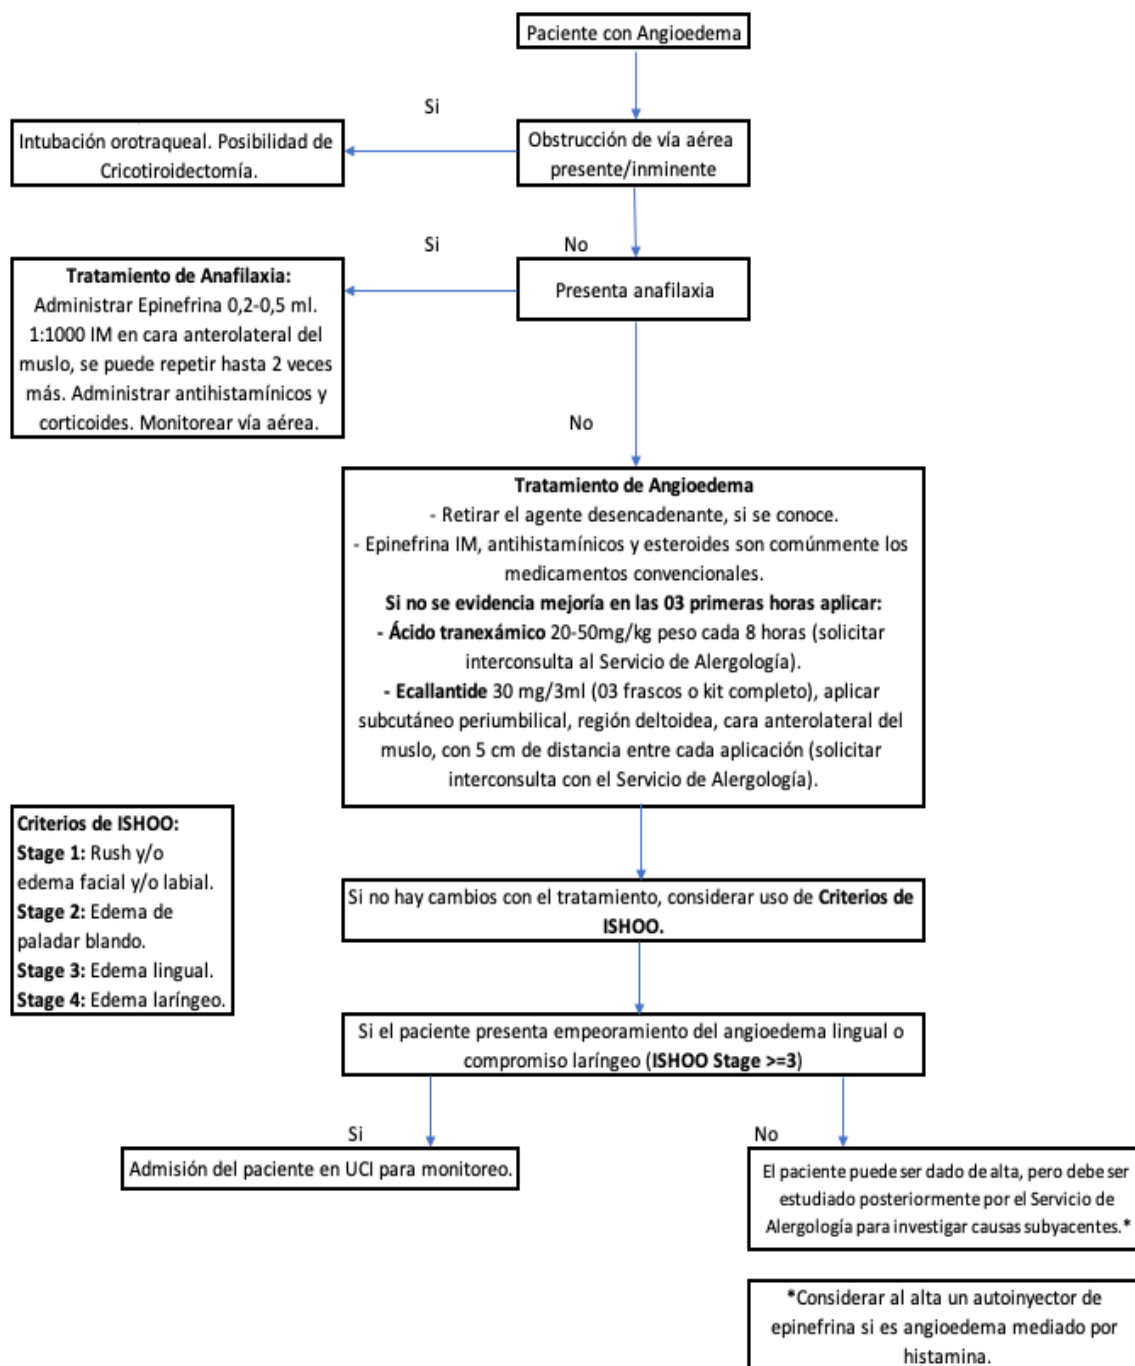 Paciente con Angioedema
Si
Obstrucción de vía aérea
presente/inminente
Intubación orotraqueal. Posibilidad de
Cricotiroidectomía.
Si
No
Presenta anafilaxia
Tratamiento de Anafilaxia:
Administrar Epinefrina 0,2-0,5 ml.
1:1000 IM en cara anterolateral del
muslo, se puede repetir hasta 2 veces
más. Administrar antihistamínicos y
corticoides. Monitorear vía aérea.
No
Tratamiento de Angioedema
- Retirar el agente desencadenante, si se conoce.
- Epinefrina IM, antihistamínicos y esteroides son comúnmente los
medicamentos convencionales.
Si no se evidencia mejoría en las 03 primeras horas aplicar:
- Ácido tranexámico 20-50mg/kg peso cada 8 horas (solicitar
interconsulta al Servicio de Alergología).
- Ecallantide 30 mg/3ml (03 frascos o kit completo), aplicar
subcutáneo periumbilical, región deltoidea, cara anterolateral del
muslo, con 5 cm de distancia entre cada aplicación (solicitar
interconsulta con el Servicio de Alergología).
Criterios de ISHOO:
Stage 1: Rush y/o
edema facial y/o labial.
Stage 2: Edema de
paladar blando.
Stage 3: Edema lingual.
Stage 4: Edema laríngeo.
Si no hay cambios con el tratamiento, considerar uso de Criterios de
ISHOO.
Si el paciente presenta empeoramiento del angioedema lingual o
compromiso laríngeo (ISHOO Stage >=3)
Si
No
Admisión del paciente en UCI para monitoreo.
El paciente puede ser dado de alta, pero debe ser
estudiado posteriormente por el Servicio de
Alergología para investigar causas subyacentes.*
*Considerar al alta un autoinyector de
epinefrina si es angioedema mediado por
histamina.